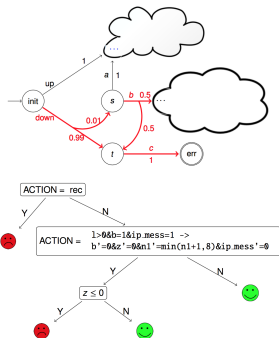 ...
1
up
a 1
init
s
b 0.5
...
down
0.01
0.5
0.99
t
c
1
err
ACTION = rec
Y
N
ACTION =
l>0&b=1&ip_mess=1 ->
b'=0&z'=0&n1'=min(n1+1,8)&ip_mess'=0
Y
N
z ≤ 0
Y
N